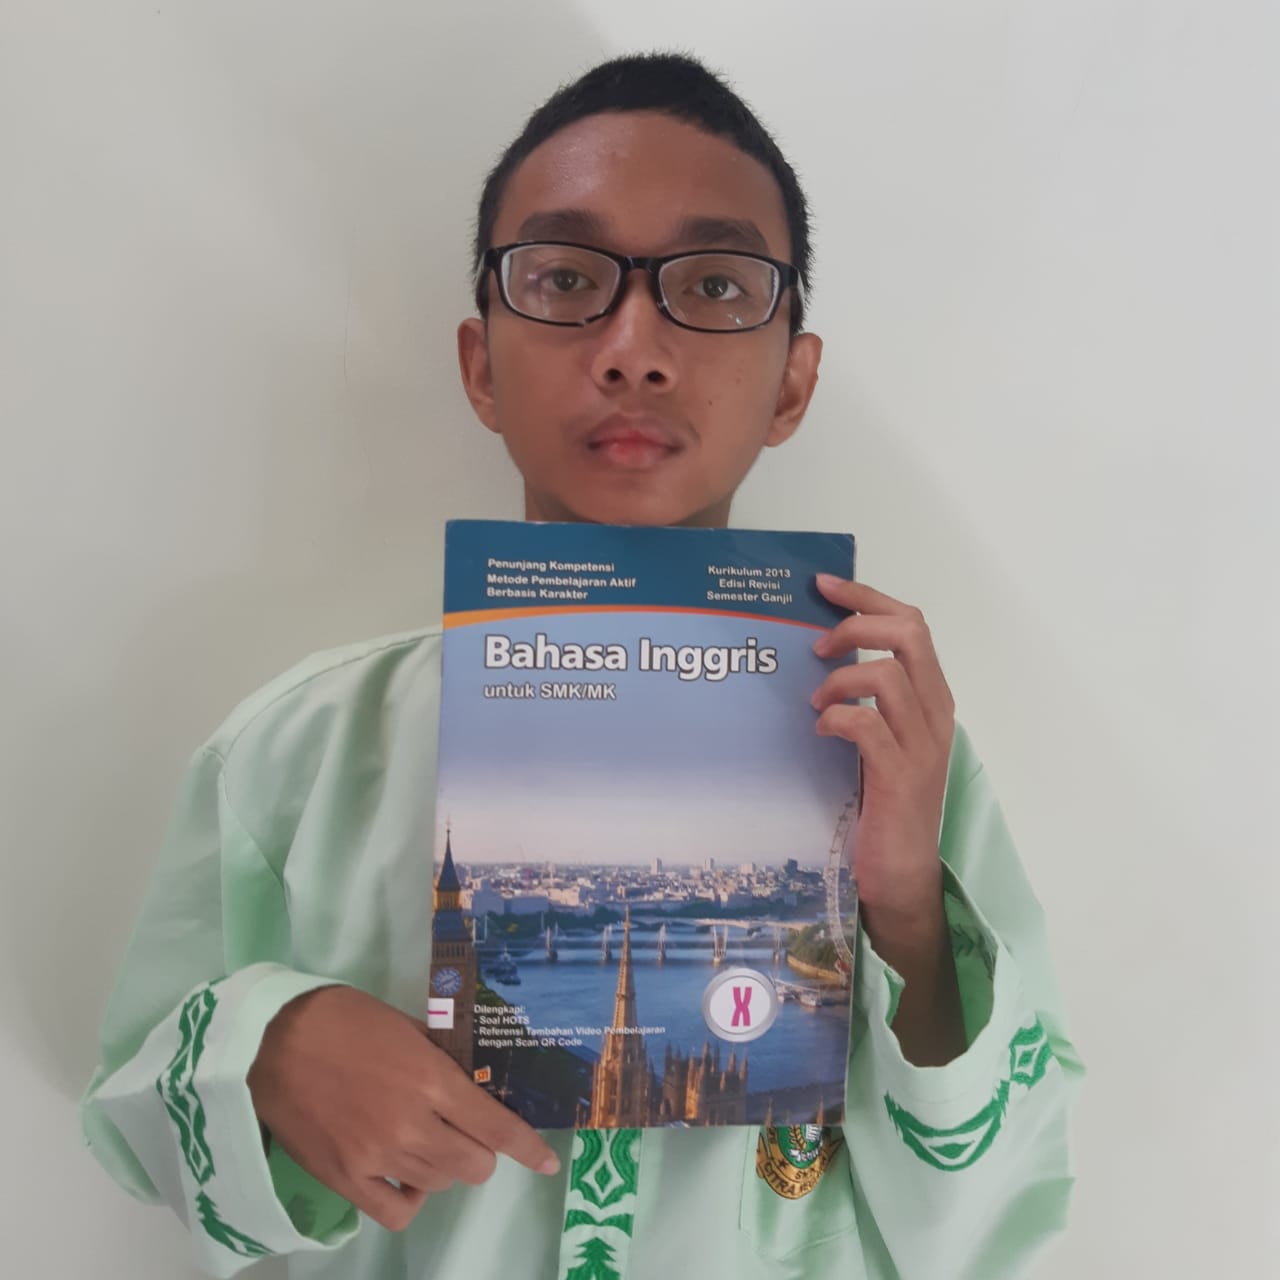 Penunjang Kompetensi
Metode Pembelajaran Aktif
Berbasis Karakter
Kurikulum 2013
Edisi Revisi
Semester Ganjil
Bahasa Inggris
untuk SMK/MK
X
Dilengkapi:
- Soal HOTS
- Referensi Tambahan Video Pembelajaran
dengan Scan QR Code
CITRA